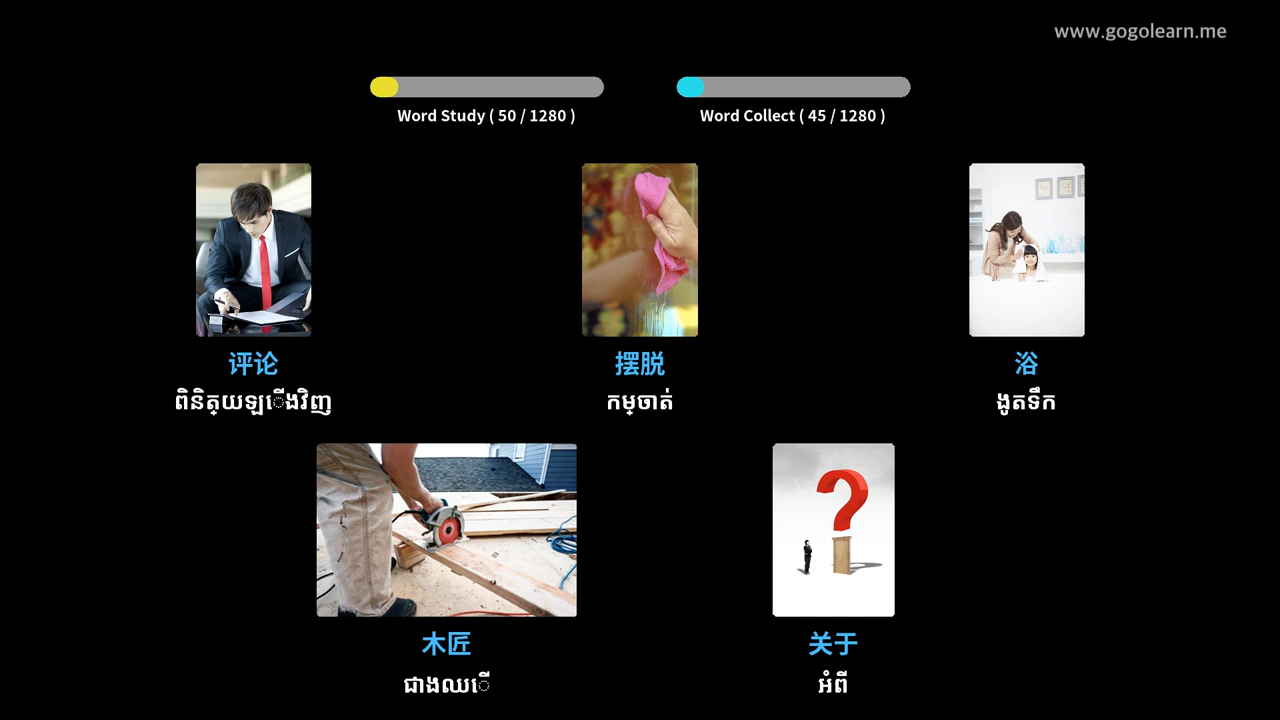 www.gogolearn.me
Word Study ( 50 / 1280 )
Word Collect ( 45 / 1280 )
评论
ពិនិត្យឡើងវិញ
摆脱
កម្ចាត់
浴
ងូតទឹក
木匠
ជាងឈើ
关于
អំពី